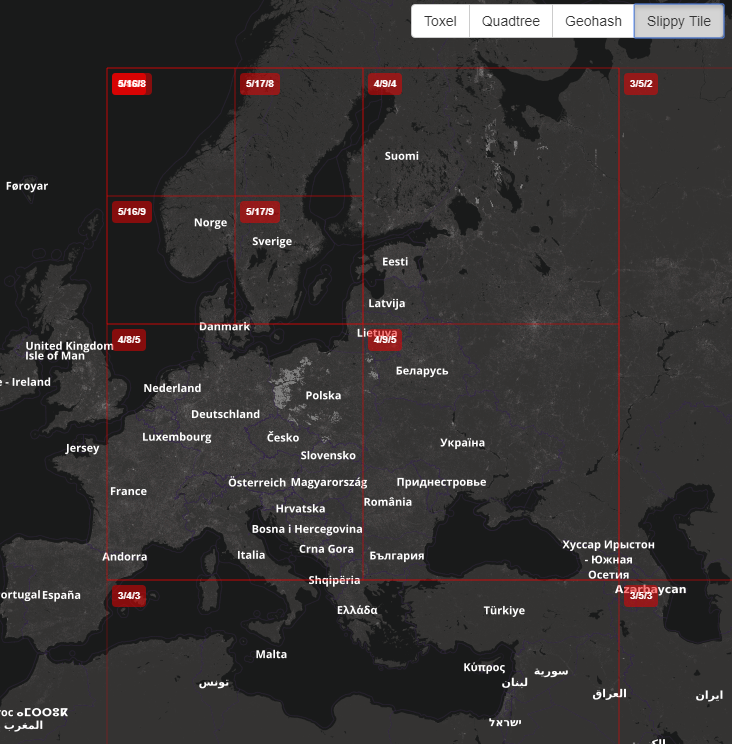 Toxel
Quadtree
Geohash
Slippy Tile
5/17/8
4/9/4
3/5/2
Suomi
Føroyar
5/16/9
5/17/9
Norge
Sverige
Eesti
Latvija
Danmark
Lietuva
United Kingdom
4/8/5
4/9/5
Isle of Man
Беларусь
e - Ireland
Nederland
Polska
Deutschland
Luxembourg
Česko
Україна
Jersey
Slovensko
Österreich
Magyarország
Приднестровье
France
România
Hrvatska
Bosna i Hercegovina
Хуссар Ирыстон
- Южная
Осетия
Crna Gora
Andorra
Italia
България
Shqipëria
Azərbaycan
ortugal
España
3/4/3
3/5/3
Ελλάδα
Türkiye
Malta
Κύπρος
سورية
تونس
لبنان
العراق
ایران
roc ⴰⵎⵔⵔⵓⴽ
المغرب
ישראל